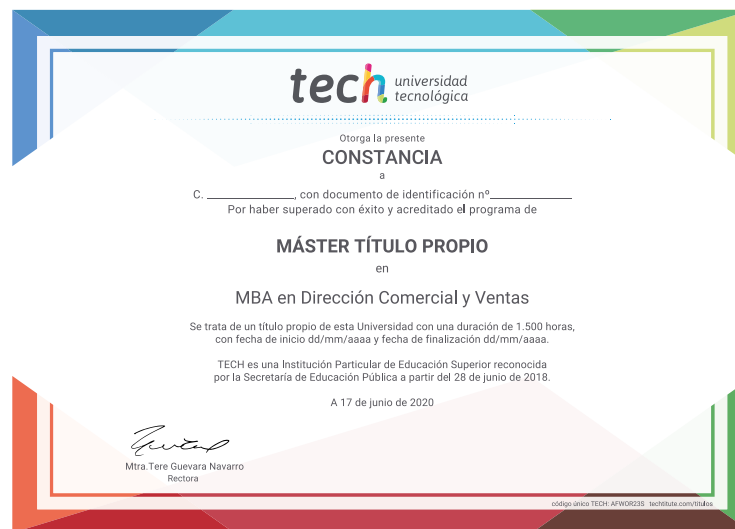 tech universidad
tecnológica
Otorga la presente
CONSTANCIA
a
C. ______________, con documento de identificación nº_____________
Por haber superado con éxito y acreditado el programa de
MÁSTER TÍTULO PROPIO
en
MBA en Dirección Comercial y Ventas
Se trata de un título propio de esta Universidad con una duración de 1.500 horas,
con fecha de inicio dd/mm/aaaa y fecha de finalización dd/mm/aaaa.
TECH es una Institución Particular de Educación Superior reconocida
por la Secretaría de Educación Pública a partir del 28 de junio de 2018.
A 17 de junio de 2020
Mtra.Tere Guevara Navarro
Rectora
código único TECH: AFWOR23S techtitute.com/titulos